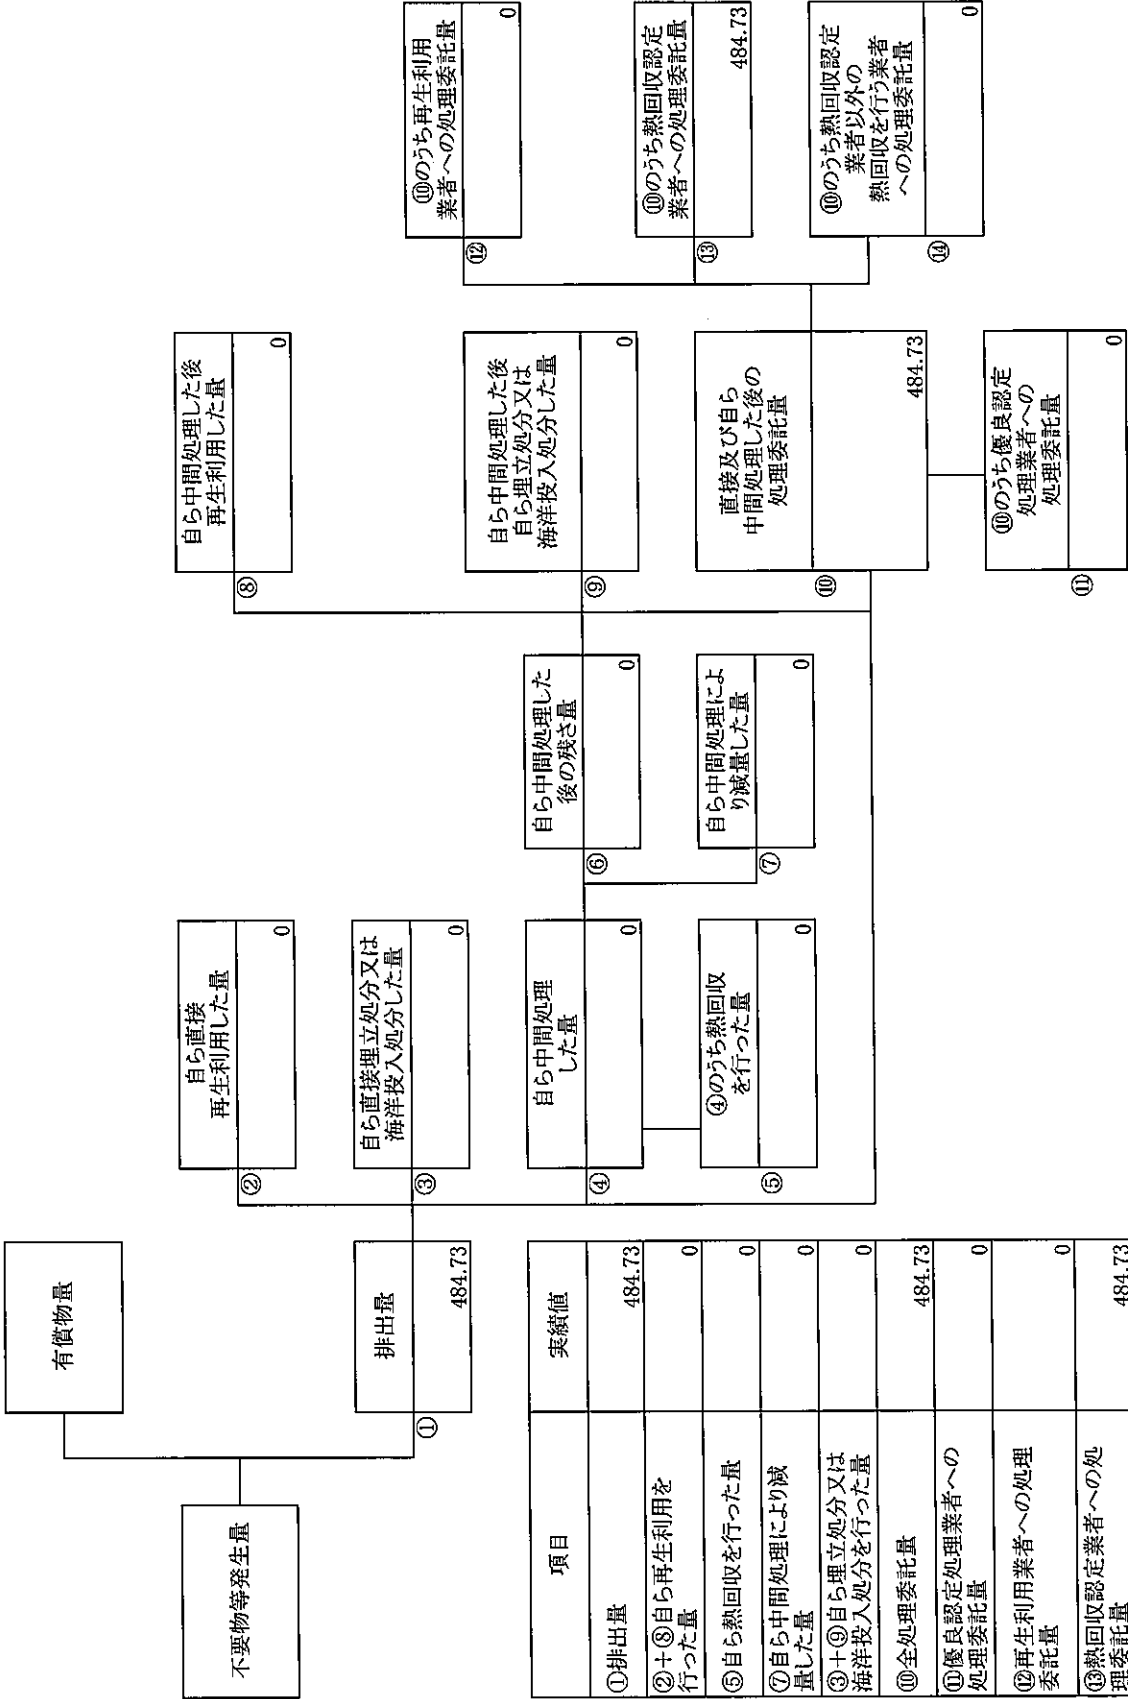 不要物等発生量
有償物量
①
排出量
484.73
②
自ら直接
再生利用した量
0
③
自ら直接埋立処分又は
海洋投入処分した量
0
④
自ら中間処理
した量
0
⑤
④のうち熱回収
を行った量
0
⑥
自ら中間処理した
後の残さ量
0
⑦
自ら中間処理によ
り減量した量
0
⑧
自ら中間処理した後
再生利用した量
0
⑨
自ら中間処理した後
自ら埋立処分又は
海洋投入処分した量
0
⑩
直接及び自ら
中間処理した後の
処理委託量
484.73
⑪
⑩のうち優良認定
処理業者への
処理委託量
0
⑫
⑩のうち再生利用
業者への処理委託量
0
⑬
⑩のうち熱回収認定
業者への処理委託量
484.73
⑭
⑩のうち熱回収認定
業者以外の
熱回収を行う業者
への処理委託量
0
項目
実績値
①排出量
484.73
②+⑧自ら再生利用を
行った量
0
⑤自ら熱回収を行った量
0
⑦自ら中間処理により減
量した量
0
③+⑨自ら埋立処分又は
海洋投入処分を行った量
0
⑩全処理委託量
484.73
⑪優良認定処理業者への
処理委託量
0
⑫再生利用業者への処理
委託量
0
⑬熱回収認定業者への処
理委託量
484.73